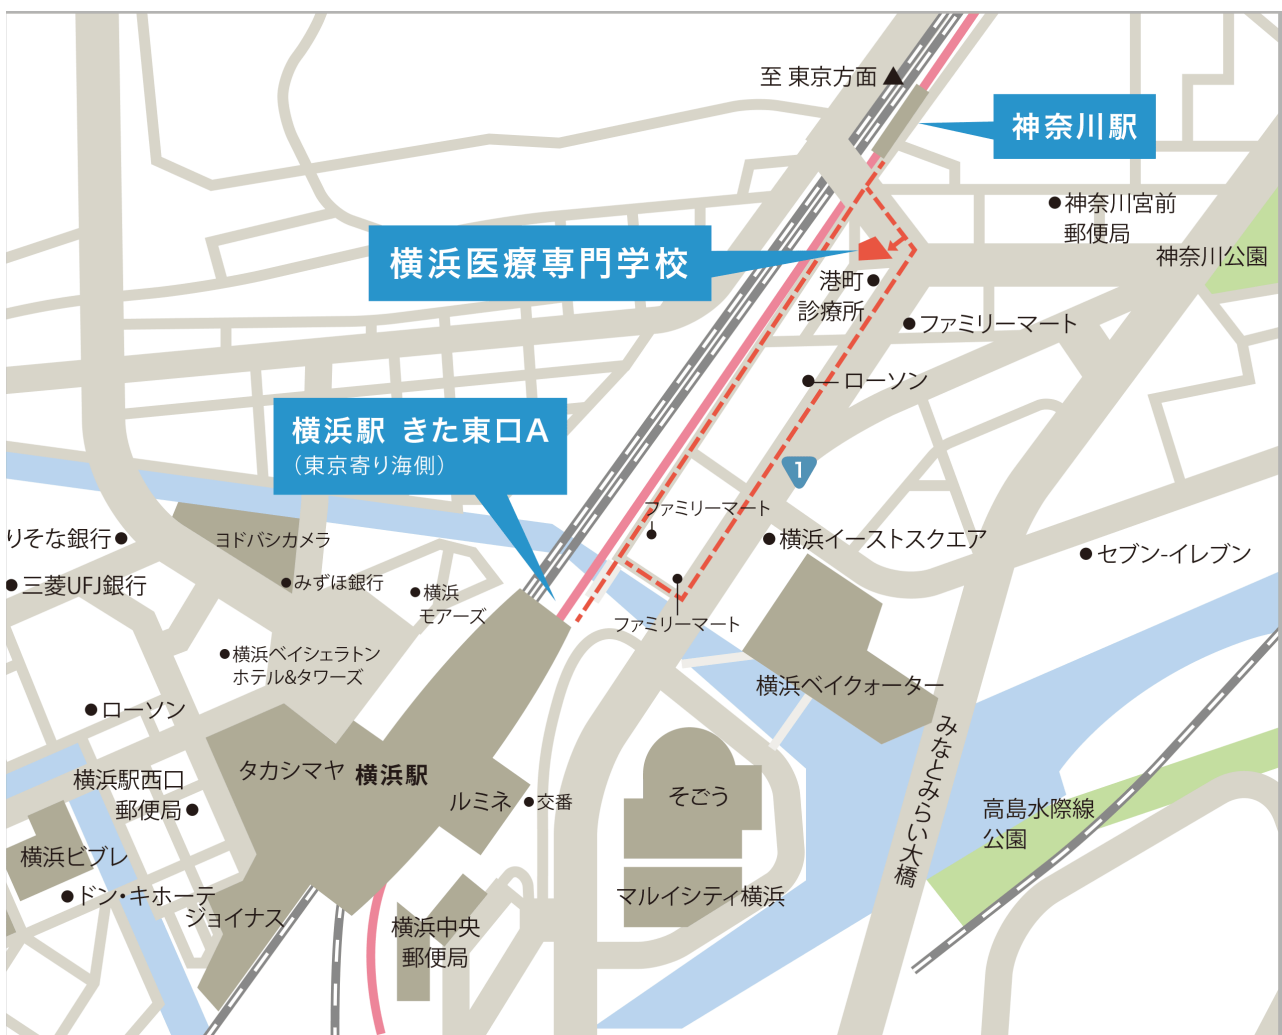 至 東京方面▲
神奈川駅
神奈川宮前
郵便局
神奈川公園
横浜医療専門学校
港町
診療所
ファミリーマート
ローソン
横浜駅 きた東口A
（東京寄り海側）
1
ファミリーマート
りそな銀行
ヨドバシカメラ
横浜イーストスクエア
セブン-イレブン
三菱UFJ銀行
みずほ銀行
横浜
モアーズ
ファミリーマート
横浜ベイシェラトン
ホテル&タワーズ
横浜ベイクォーター
ローソン
みなとみらい大橋
タカシマヤ
横浜駅
横浜駅西口
郵便局
ルミネ
交番
そごう
高島水際線
公園
横浜ビブレ
ドン・キホーテ
ジョイナス
マルイシティ横浜
横浜中央
郵便局